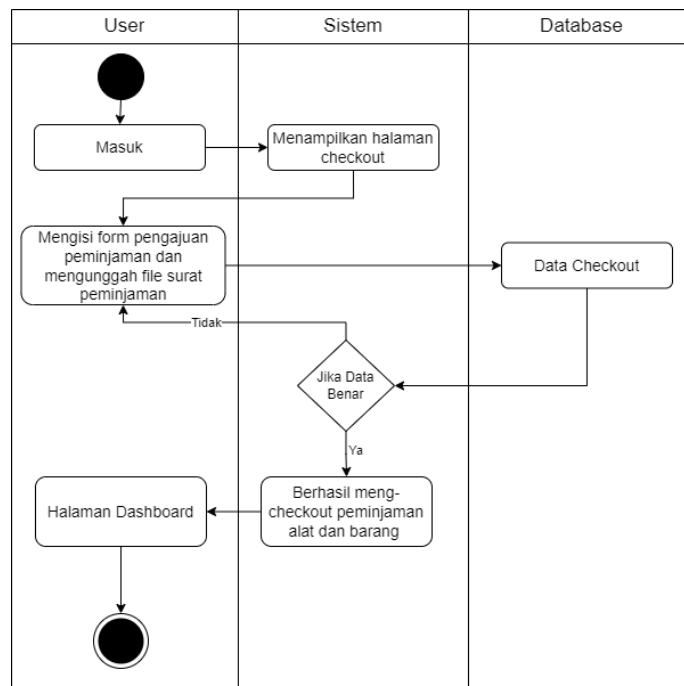 User
Sistem
Database
Masuk
Menampilkan halaman
checkout
Mengisi form pengajuan
peminjaman dan
mengunggah file surat
peminjaman
Data Checkout
Tidak
Jika Data
Benar
Ya
Halaman Dashboard
Berhasil meng-
checkout peminjaman
alat dan barang